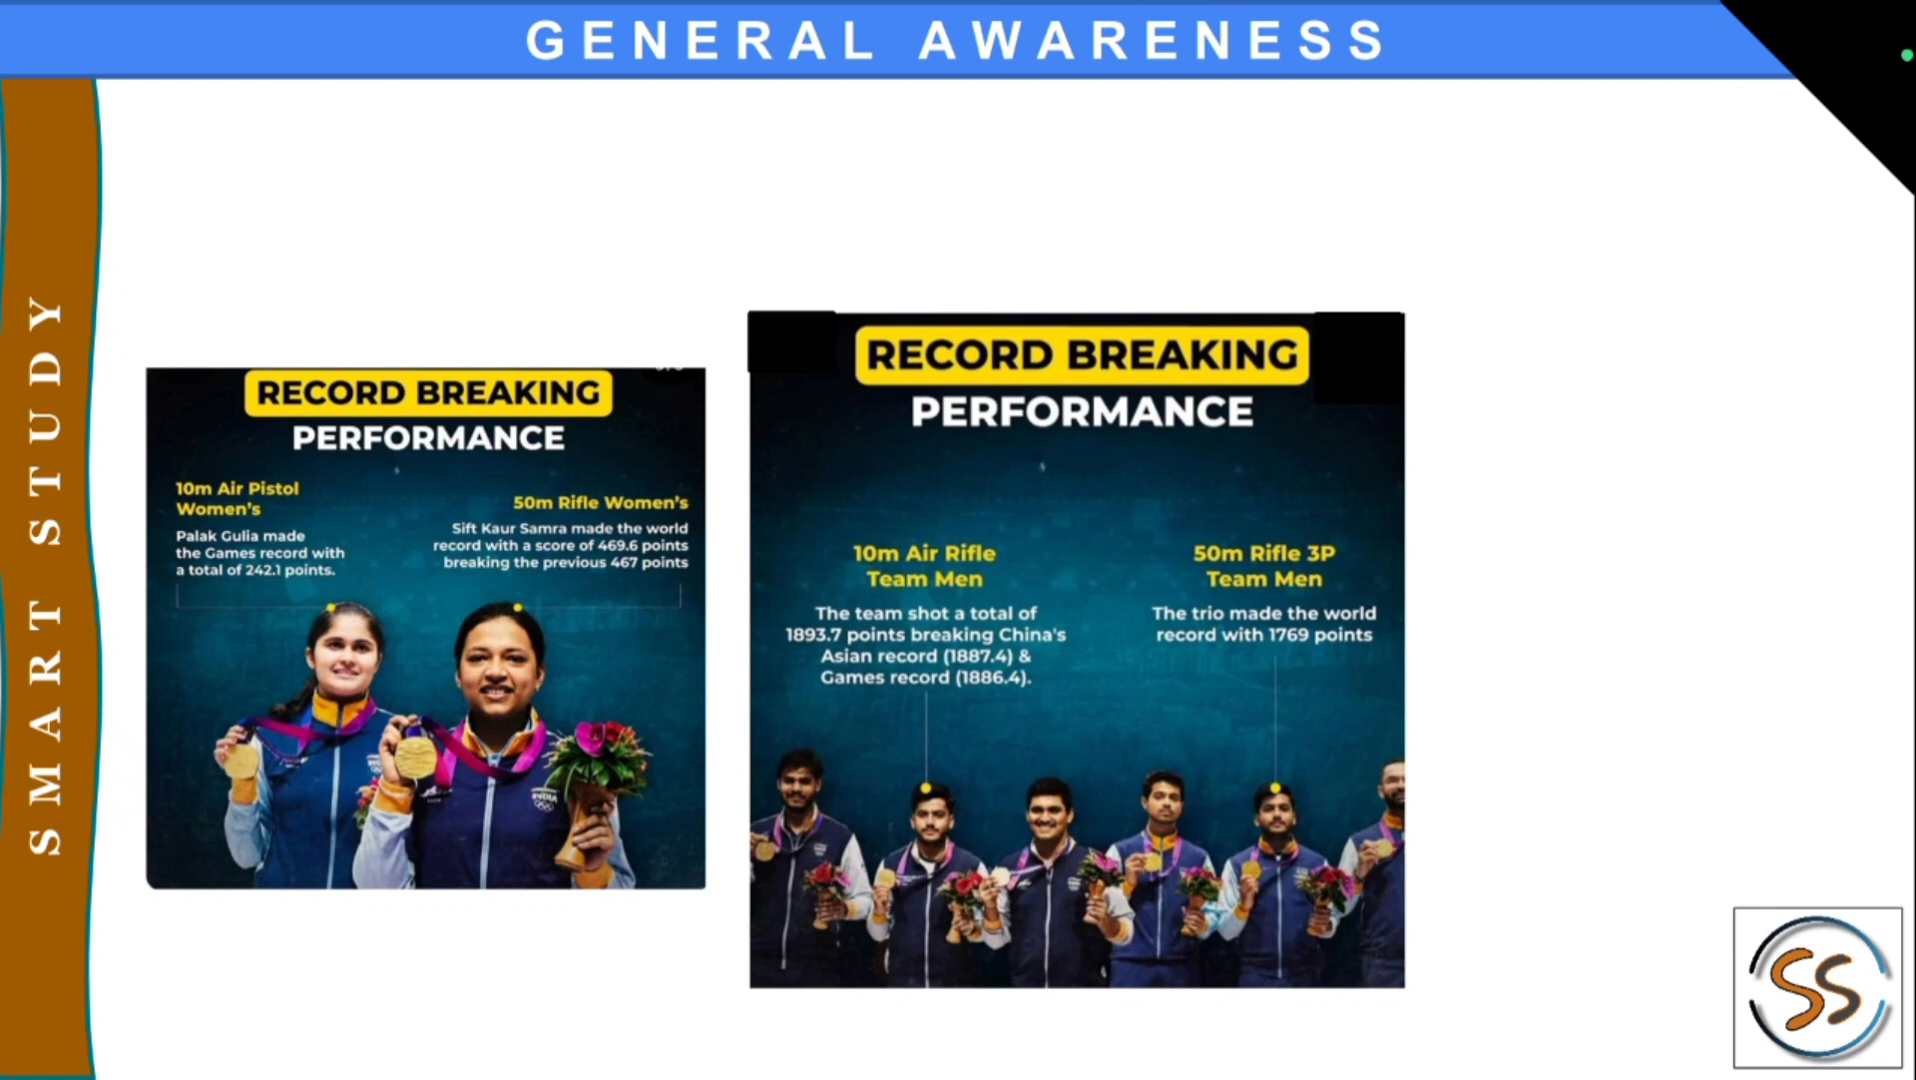 GENERAL AWARENESS
SMART STUDY
RECORD BREAKING
PERFORMANCE
10m Air Pistol
Women's
Palak Gulia made
the Games record with
a total of 242.1 points.
50m Rifle Women's
Sift Kaur Samra made the world
record with a score of 469.6 points
breaking the previous 467 points
INDIA
RECORD BREAKING
PERFORMANCE
10m Air Rifle
Team Men
The team shot a total of
1893.7 points breaking China's
Asian record (1887.4) &
Games record (1886.4).
50m Rifle 3P
Team Men
The trio made the world
record with 1769 points
SS